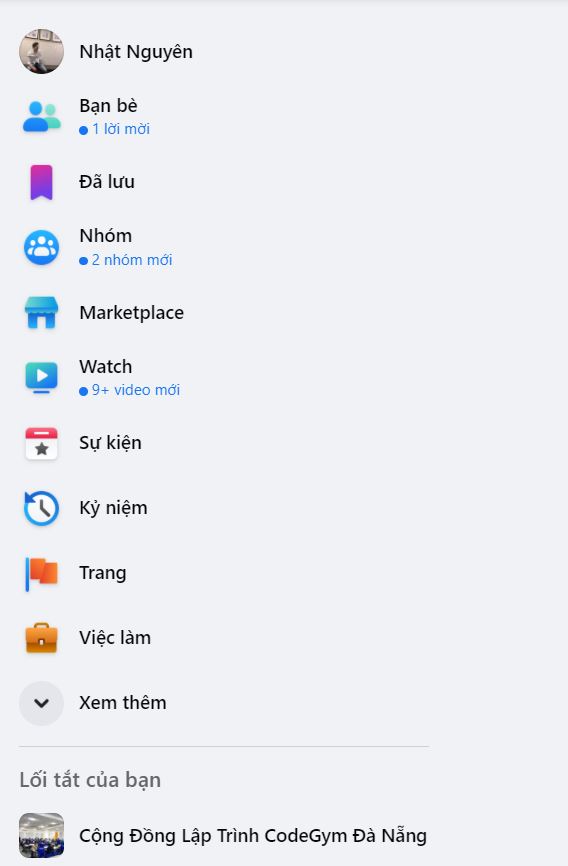 Nhật Nguyên
Bạn bè
1 lời mời
Đã lưu
Nhóm
2 nhóm mới
Marketplace
Watch
9+ video mới
Sự kiện
Kỷ niệm
Trang
Việc làm
Xem thêm
Lối tắt của bạn
Cộng Đồng Lập Trình CodeGym Đà Nẵng